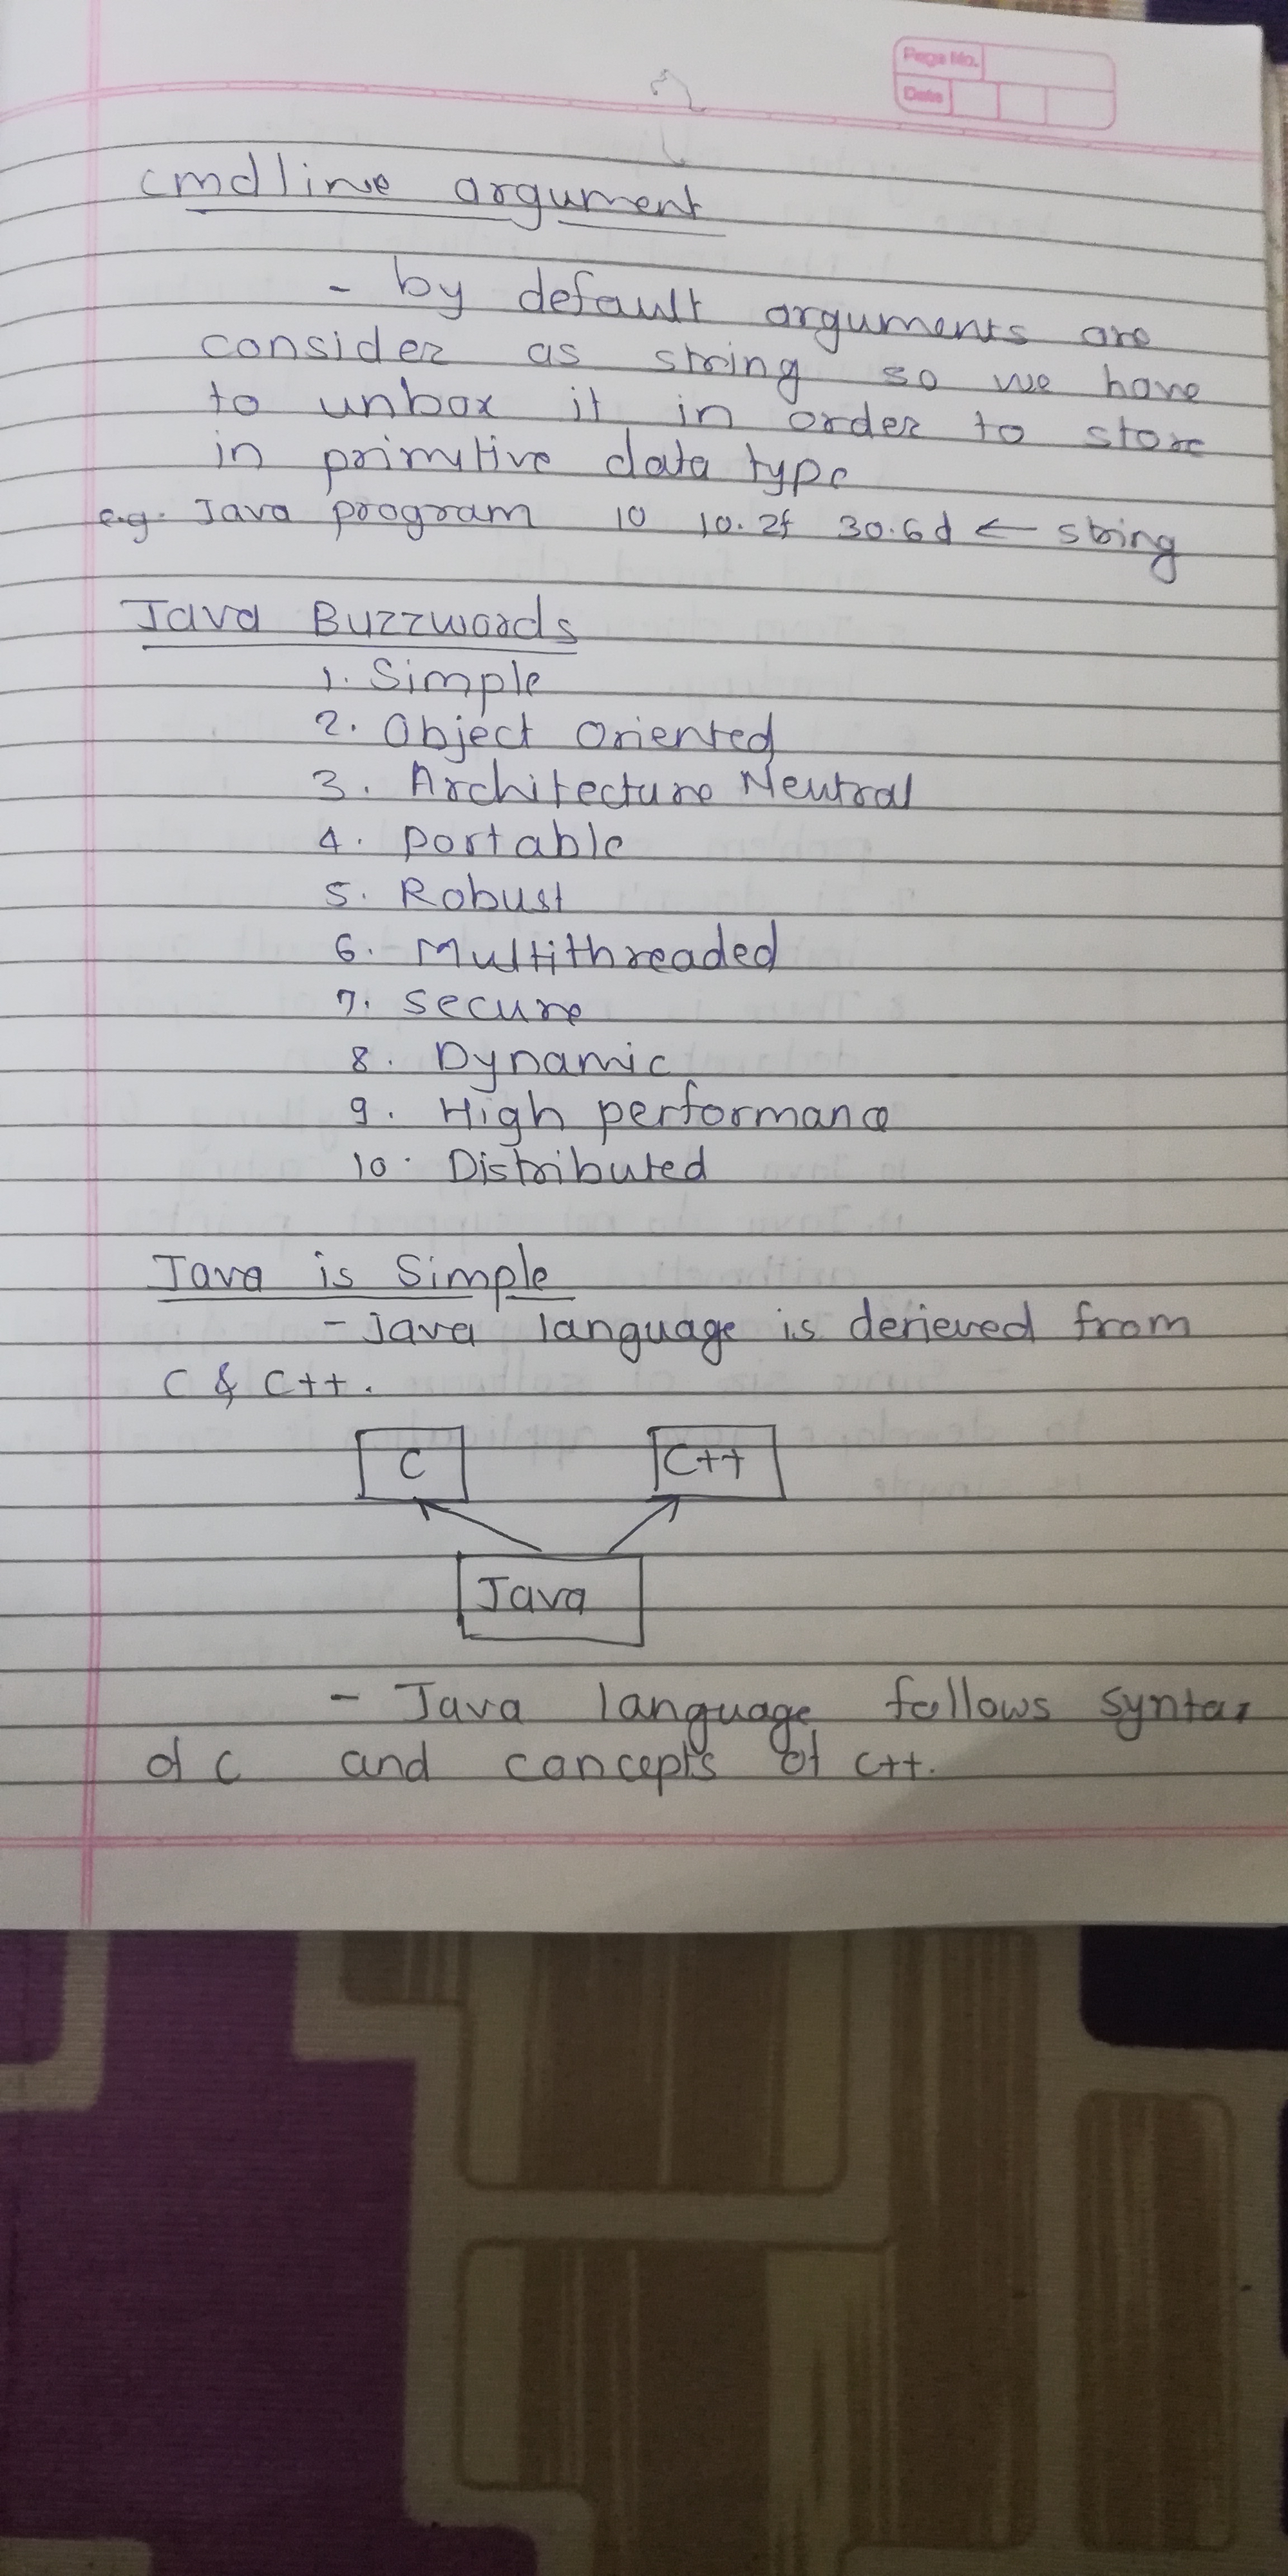 Page No.
Date
cmdline argument
- by default arguments are
consider as string so we have
to unbox it in order to store
in primitive data type
e.g. Java program 10 10.2f 30.6d ← string
Java Buzzwords
1. Simple
2. Object Oriented
3. Architecture Neutral
4. Portable
5. Robust
6. Multithreaded
7. Secure
8. Dynamic
9. High performance
10. Distributed
Java is Simple
- Java language is derieved from
C & C++.
C C++
Java
- Java language follows syntax
of C and concepts of C++.